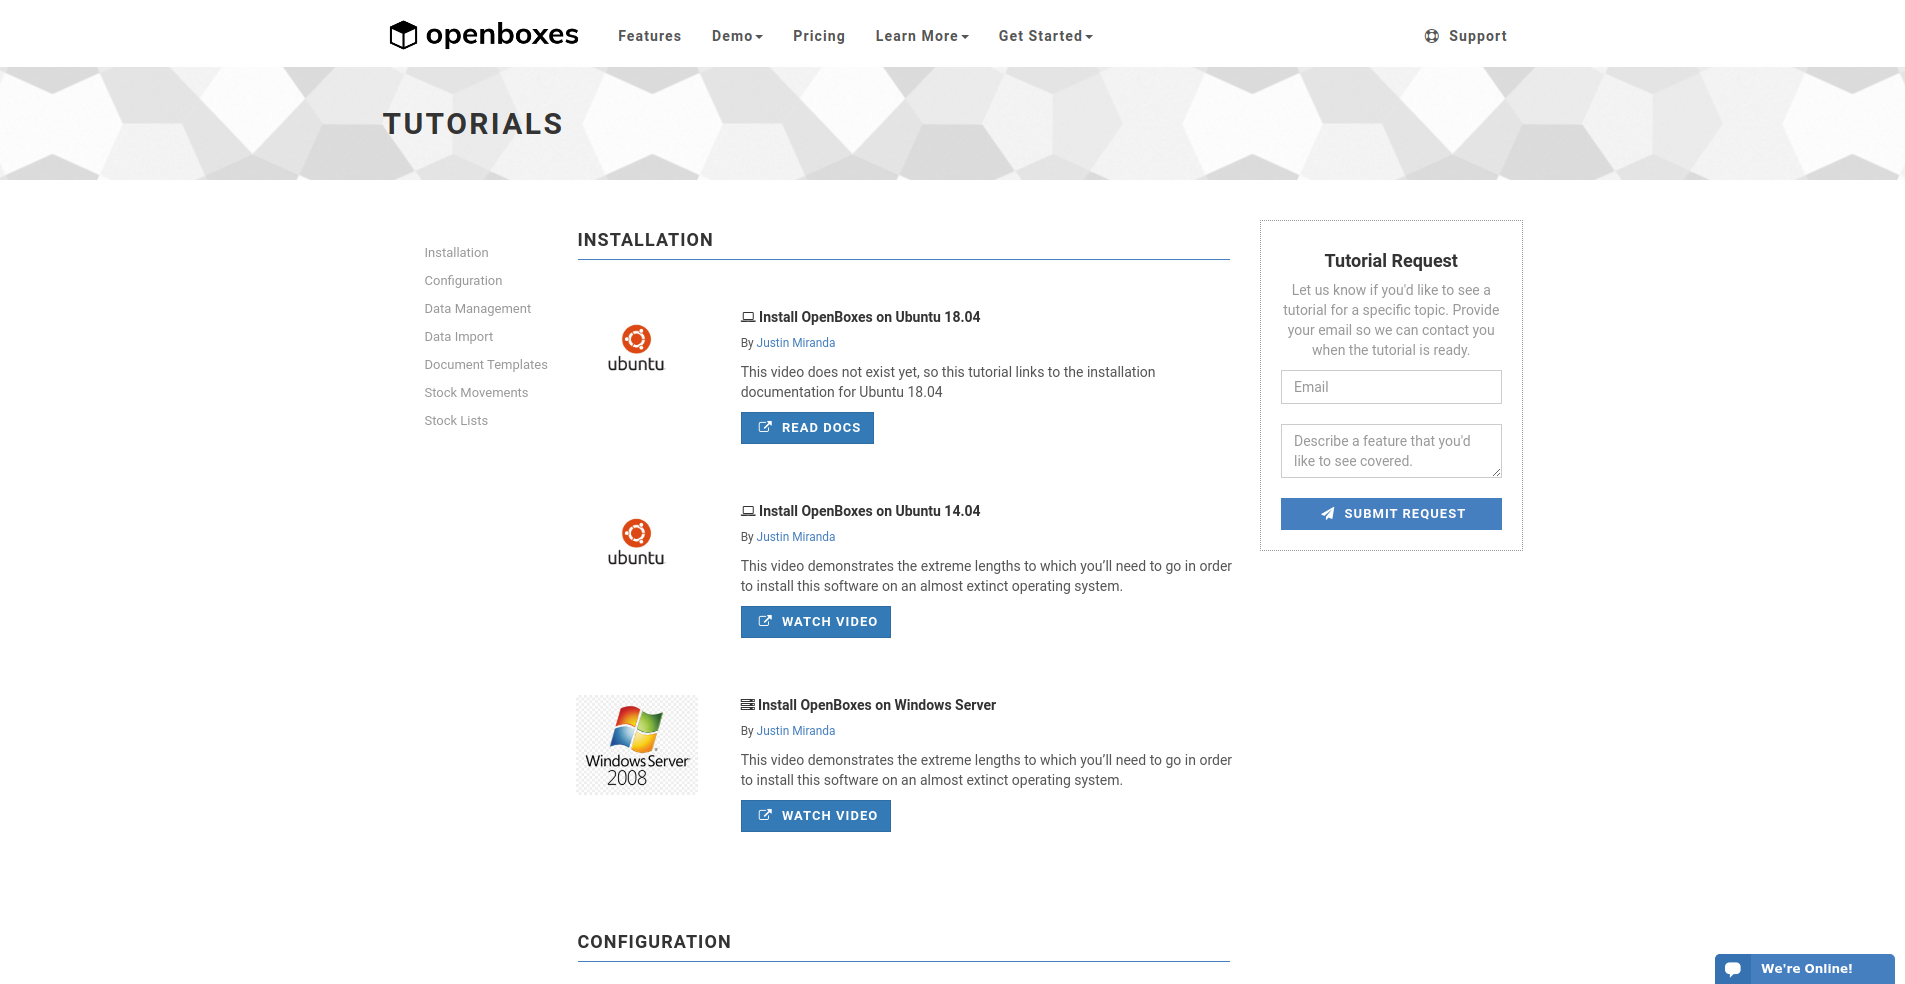 openboxes
Features
Demo
Pricing
Learn More
Get Started
Support
TUTORIALS
Installation
Configuration
Data Management
Data Import
Document Templates
Stock Movements
Stock Lists
INSTALLATION
ubuntu
Install OpenBoxes on Ubuntu 18.04
By Justin Miranda
This video does not exist yet, so this tutorial links to the installation
documentation for Ubuntu 18.04
READ DOCS
ubuntu
Install OpenBoxes on Ubuntu 14.04
By Justin Miranda
This video demonstrates the extreme lengths to which you’ll need to go in order
to install this software on an almost extinct operating system.
WATCH VIDEO
Windows Server
2008
Install OpenBoxes on Windows Server
By Justin Miranda
This video demonstrates the extreme lengths to which you’ll need to go in order
to install this software on an almost extinct operating system.
WATCH VIDEO
CONFIGURATION
Tutorial Request
Let us know if you'd like to see a
tutorial for a specific topic. Provide
your email so we can contact you
when the tutorial is ready.
Email
Describe a feature that you'd
like to see covered.
SUBMIT REQUEST
We're Online!